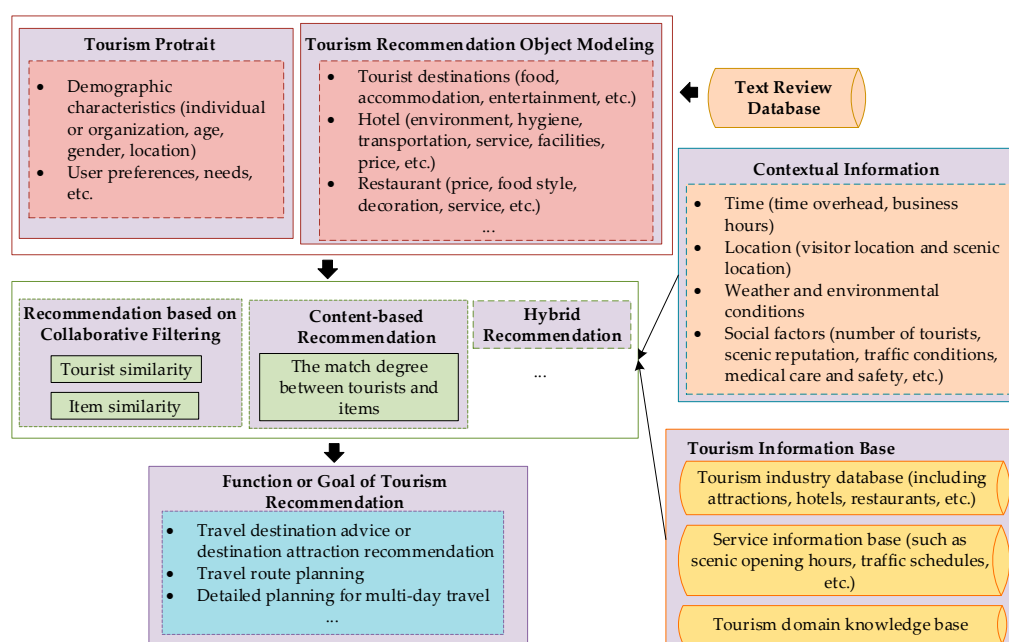 Tourism Protrait
• Demographic
characteristics (individual
or organization, age,
gender, location)
• User preferences, needs,
etc.
Tourism Recommendation Object Modeling
• Tourist destinations (food,
accommodation, entertainment, etc.)
• Hotel (environment, hygiene,
transportation, service, facilities,
price, etc.)
• Restaurant (price, food style,
decoration, service, etc.)
...
Text Review
Database
Contextual Information
• Time (time overhead, business
hours)
• Location (visitor location and scenic
location)
• Weather and environmental
conditions
• Social factors (number of tourists,
scenic reputation, traffic conditions,
medical care and safety, etc.)
Recommendation based on
Collaborative Filtering
Tourist similarity
Item similarity
Content-based
Recommendation
The match degree
between tourists and
items
Hybrid
Recommendation
...
Function or Goal of Tourism
Recommendation
• Travel destination advice or
destination attraction recommendation
• Travel route planning
• Detailed planning for multi-day travel
...
Tourism Information Base
Tourism industry database (including
attractions, hotels, restaurants, etc.)
Service information base (such as
scenic opening hours, traffic schedules,
etc.)
Tourism domain knowledge base